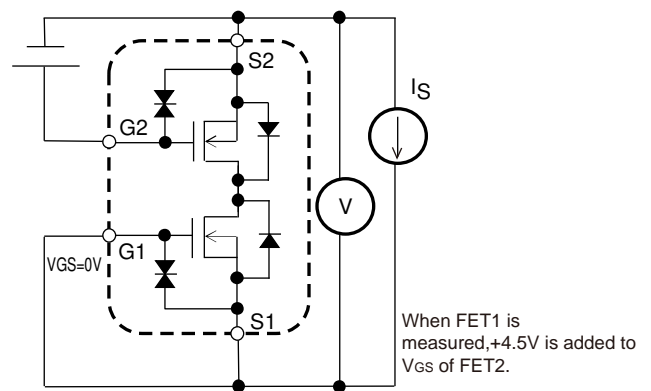 S2
IS
G2
V
G1
VGS=0V
S1
When FET1 is
measured,+4.5V is added to
VGS of FET2.